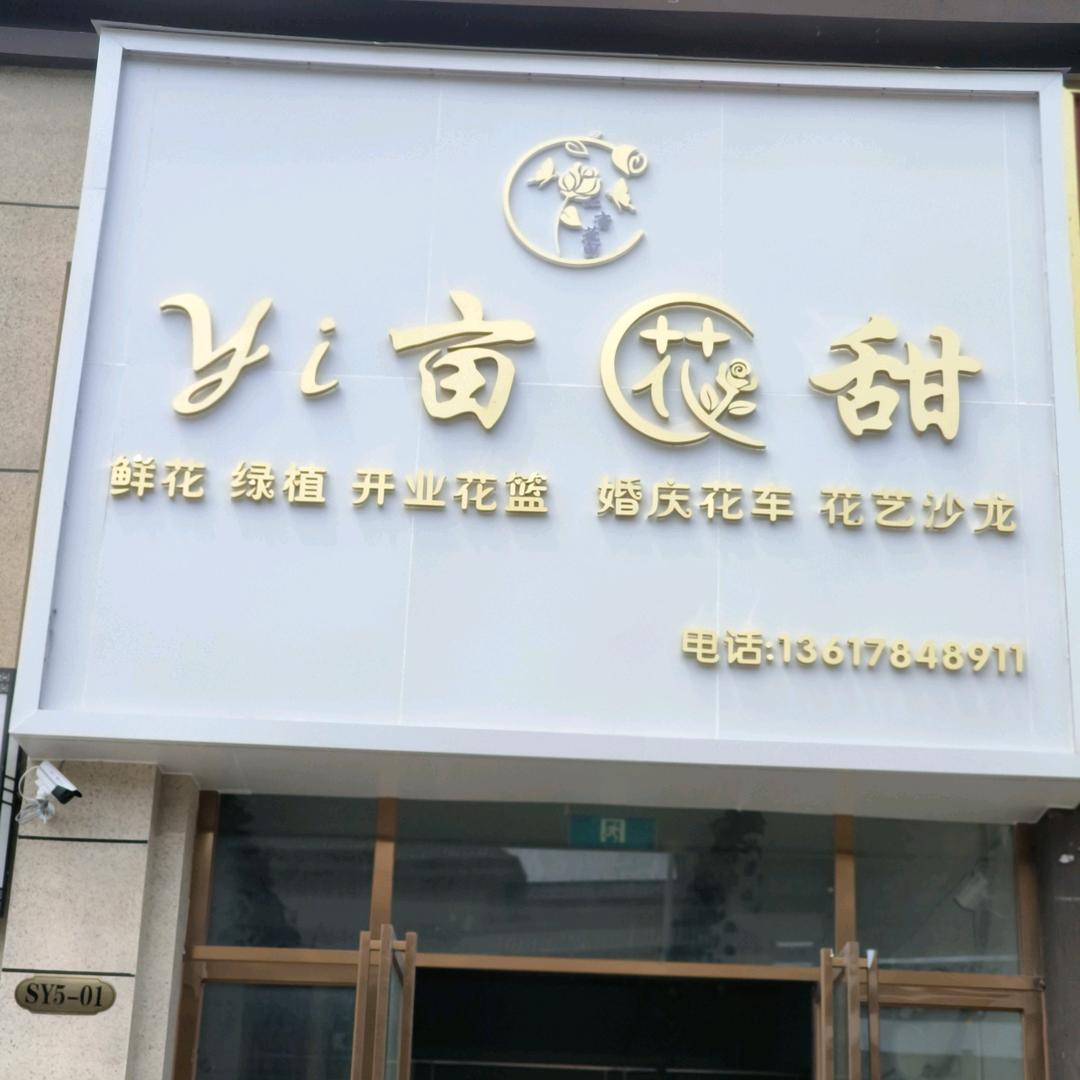 yi亩花甜
鲜花 绿植 开业花篮 婚庆花车 花艺沙龙
电话:13617848911
SY5-01